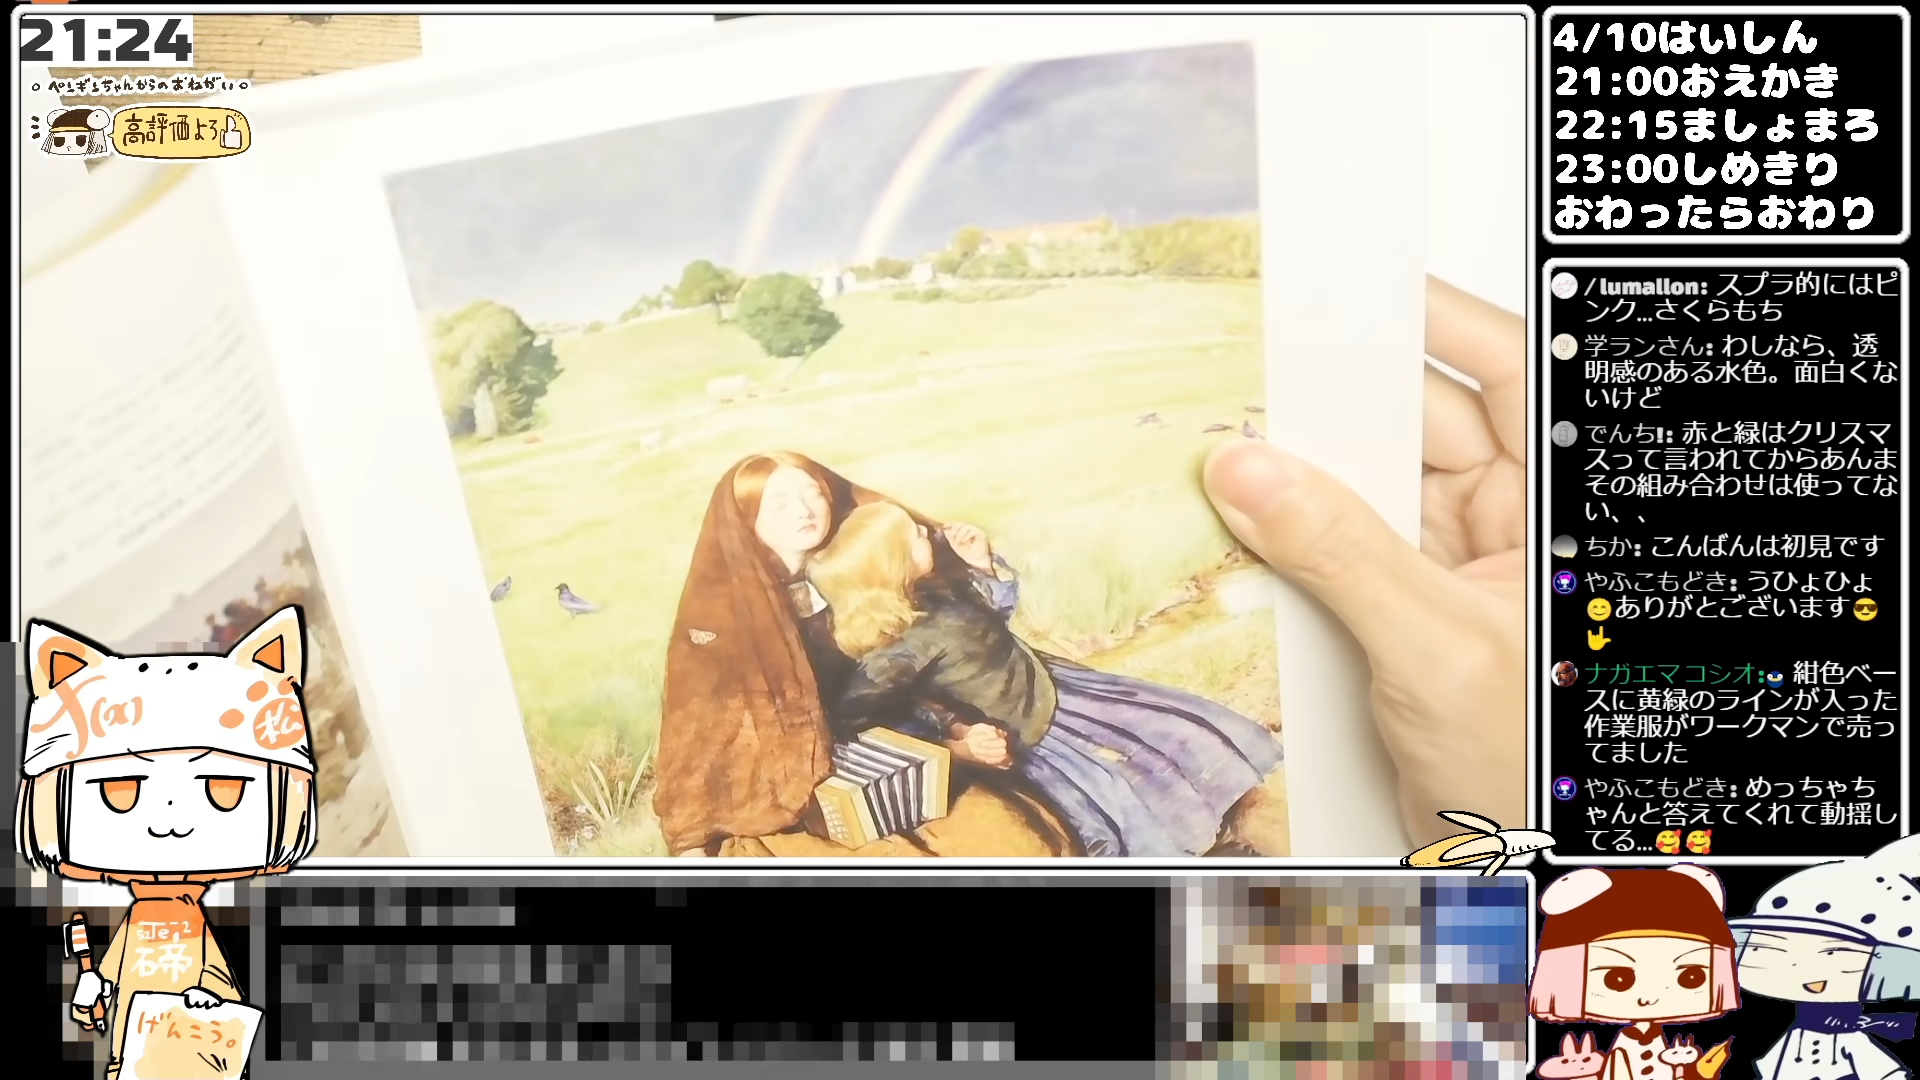 21:24
ペンギンちゃんからのおねがい
高評価よろ
4/10はいしん
21:00おえかき
22:15ましょまろ
23:00しめきり
おわったらおわり
/lumallon: スプラ的にはピ
ンク...さくらもち
学ランさん: わしなら、透
明感のある水色。面白くな
いけど
でんち!: 赤と緑はクリスマ
スって言われてからあんま
その組み合わせは使ってな
い、、
ちか: こんばんは初見です
やふこもどき: うひょひょ
😊ありがとございます😎
🤟
ナガエマコシオ:🐧 紺色ベー
スに黄緑のラインが入った
作業服がワークマンで売っ
てました
やふこもどき: めっちゃち
ゃんと答えてくれて動揺し
てる...🥰🥰
f(x)
松
碲
げんこう。